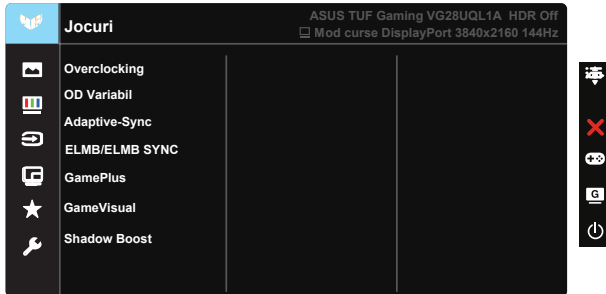 Jocuri
ASUS TUF Gaming VG28UQL1A HDR Off
Mod curse DisplayPort 3840x2160 144Hz
Overclocking
OD Variabil
Adaptive-Sync
ELMB/ELMB SYNC
GamePlus
GameVisual
Shadow Boost
G